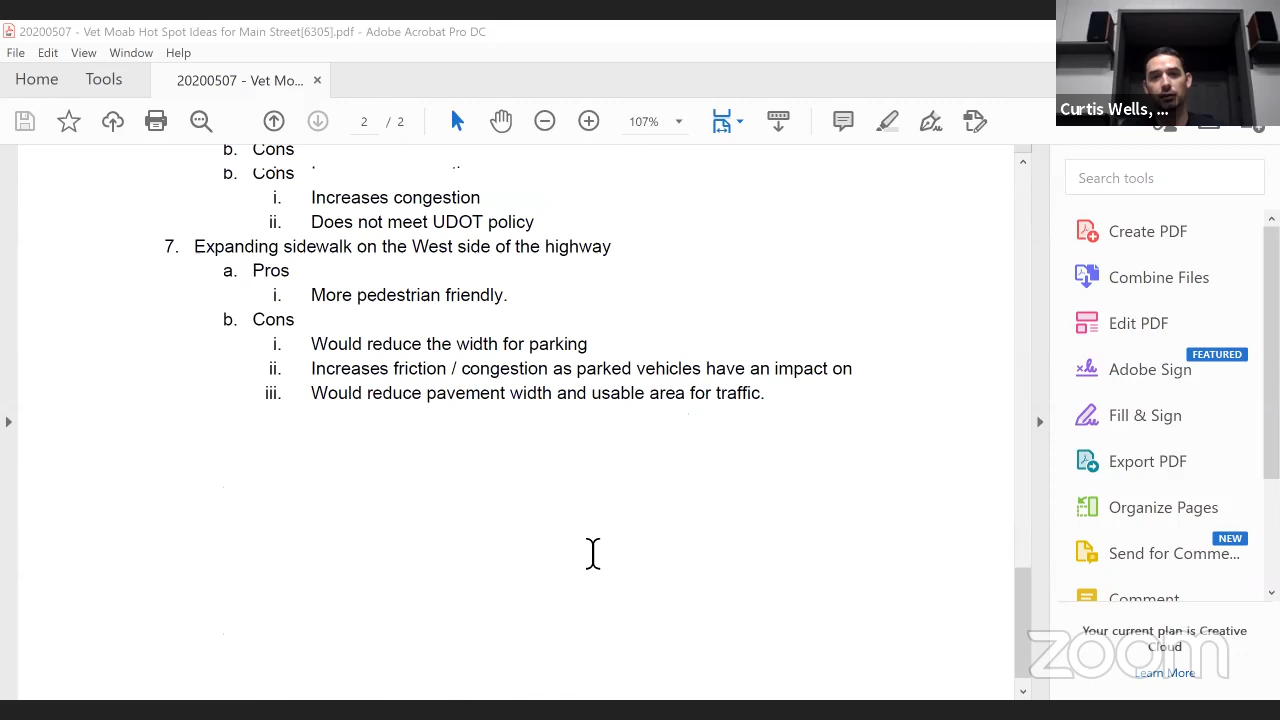 20200507 - Vet Moab Hot Spot Ideas for Main Street[6305].pdf - Adobe Acrobat Pro DC
File Edit View Window Help
Home Tools 20200507 - Vet Mo... ×
2 / 2 107%
Curtis Wells, ...
b. Cons
b. Cons
i. Increases congestion
ii. Does not meet UDOT policy
7. Expanding sidewalk on the West side of the highway
a. Pros
i. More pedestrian friendly.
b. Cons
i. Would reduce the width for parking
ii. Increases friction / congestion as parked vehicles have an impact on
iii. Would reduce pavement width and usable area for traffic.
Search tools
Create PDF
Combine Files
Edit PDF
FEATURED
Adobe Sign
Fill & Sign
Export PDF
Organize Pages
NEW
Send for Comme...
Comment
Your current plan is Creative
Cloud
Learn More
zoom